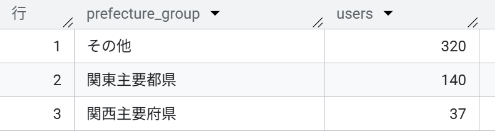 行 prefecture_group users
1 その他 320
2 関東主要都県 140
3 関西主要府県 37